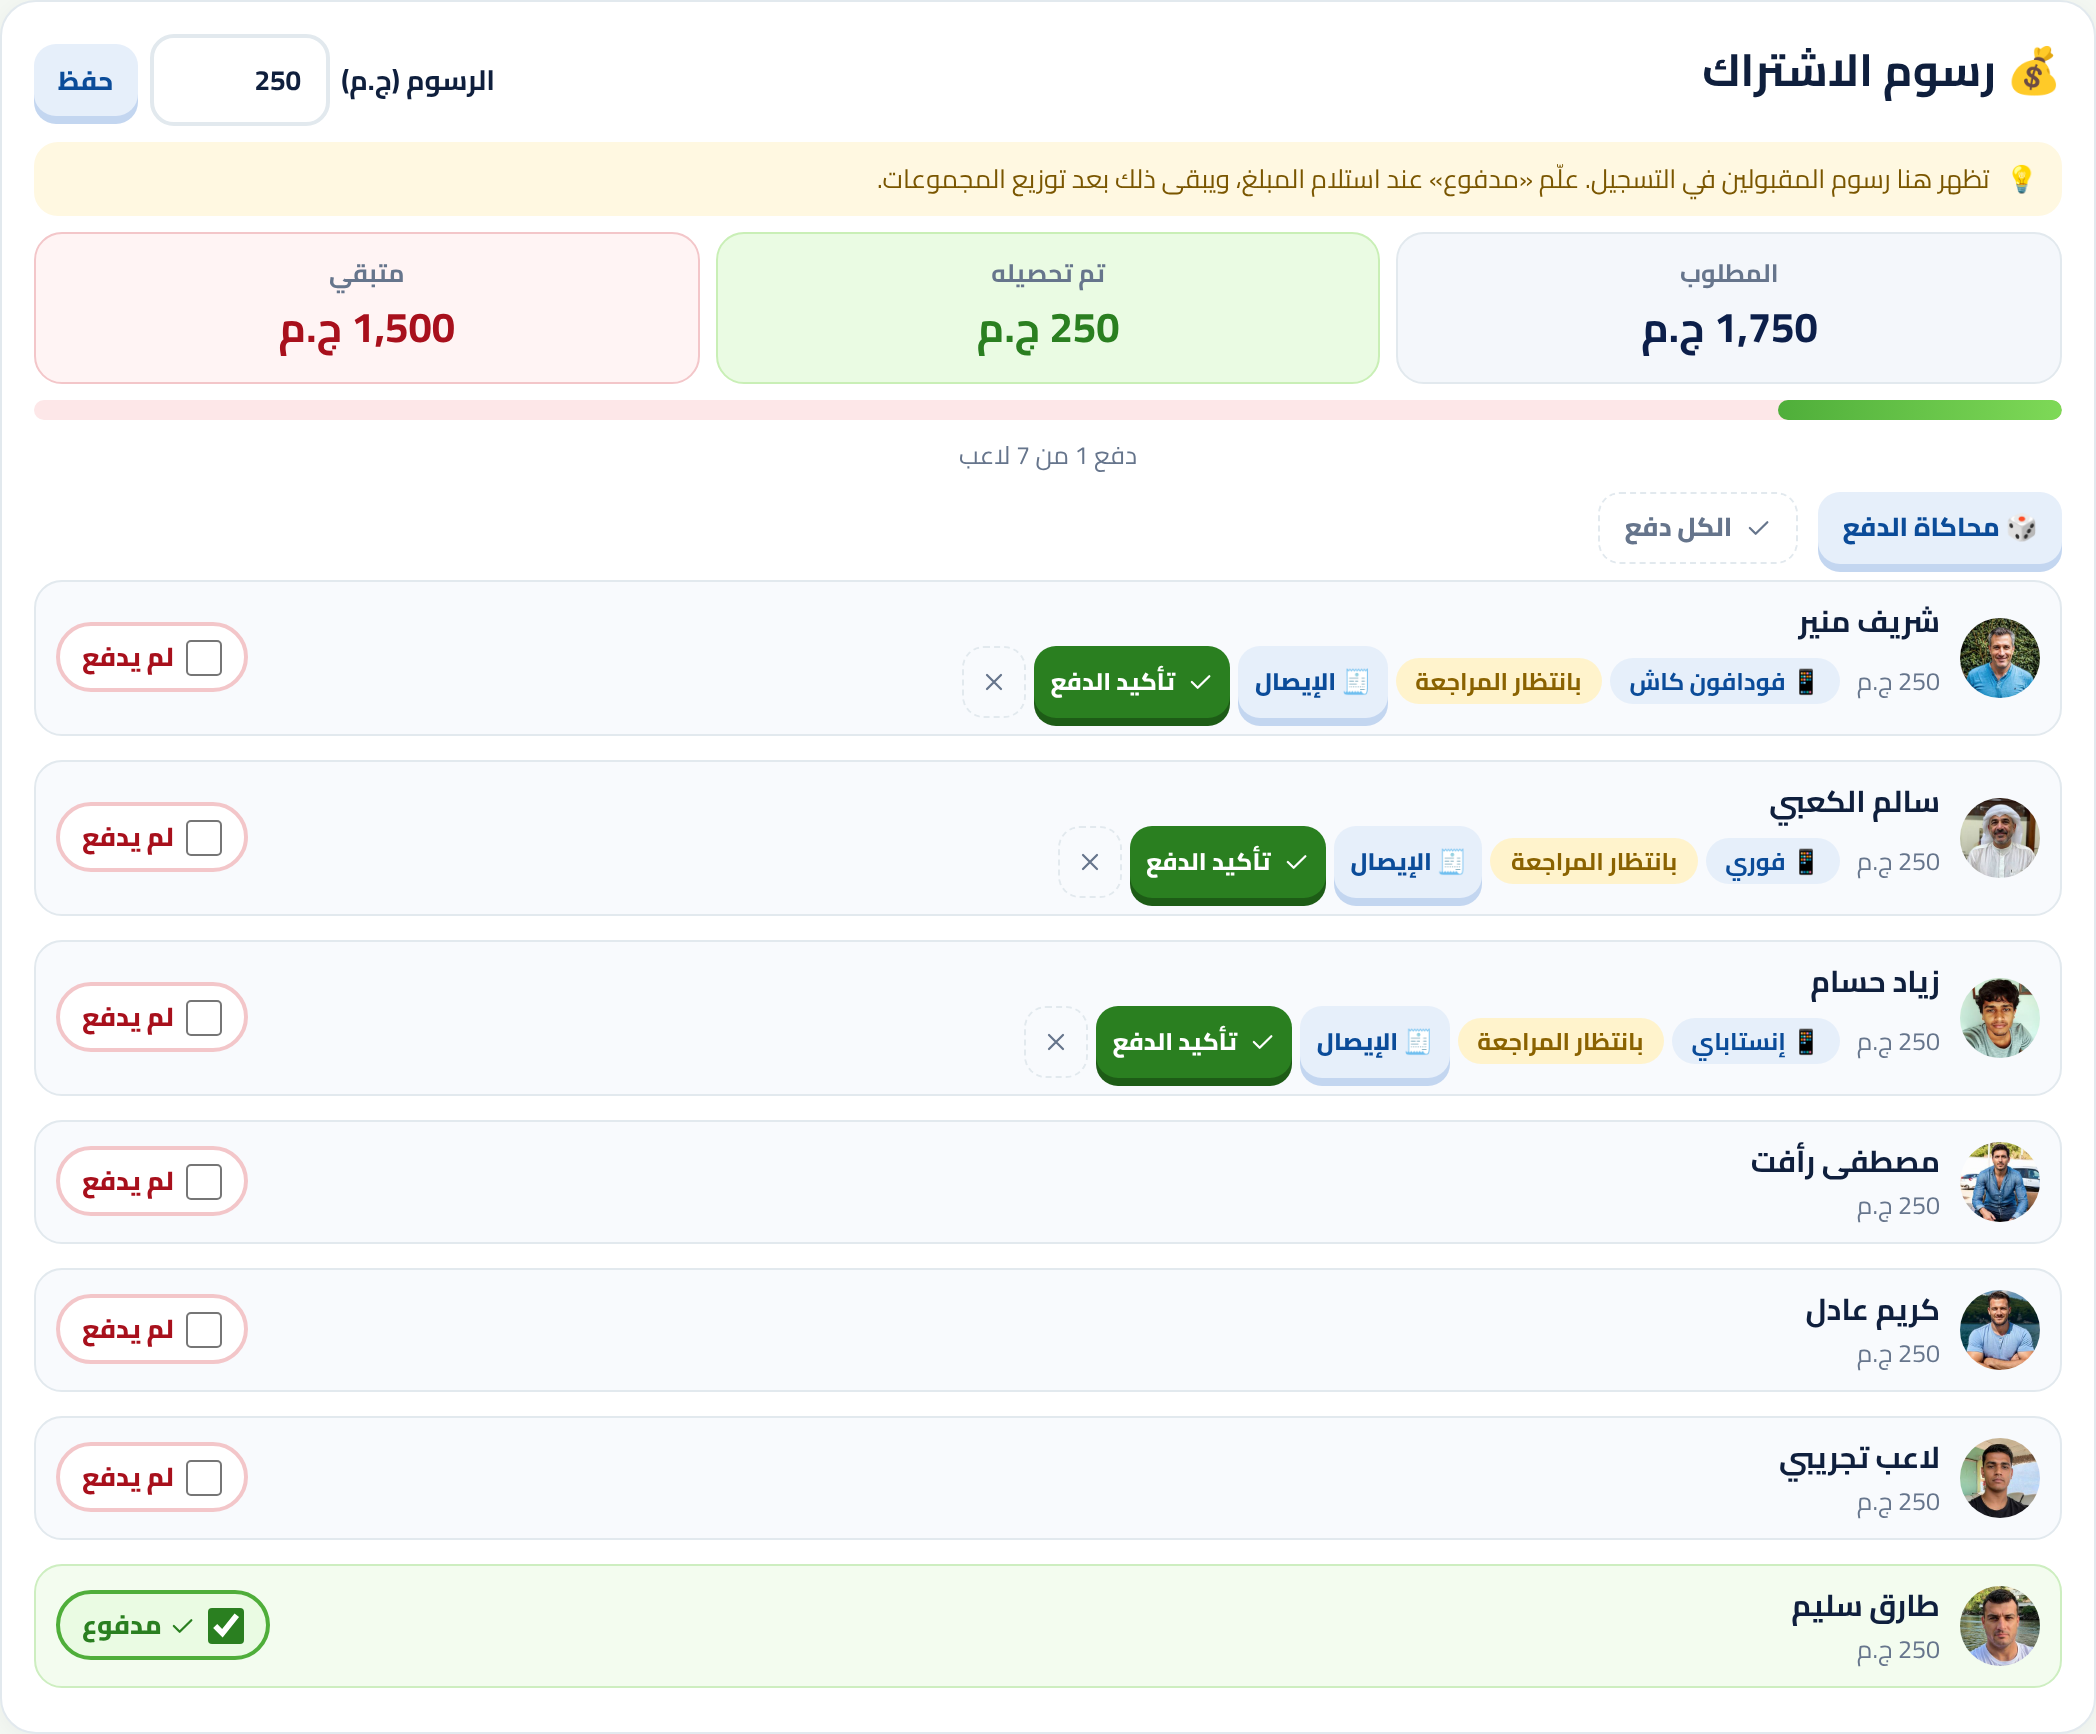 💰 رسوم الاشتراك
الرسوم (ج.م) 250 حفظ
💡 تظهر هنا رسوم المقبولين في التسجيل. علّم «مدفوع» عند استلام المبلغ، ويبقى ذلك بعد توزيع المجموعات.
المطلوب
1,750 ج.م
تم تحصيله
250 ج.م
متبقي
1,500 ج.م
دفع 1 من 7 لاعب
🎲 محاكاة الدفع ✓ الكل دفع
شريف منير
250 ج.م 📱 فودافون كاش بانتظار المراجعة 🧾 الإيصال ✓ تأكيد الدفع ✕
لم يدفع
سالم الكعبي
250 ج.م 📱 فوري بانتظار المراجعة 🧾 الإيصال ✓ تأكيد الدفع ✕
لم يدفع
زياد حسام
250 ج.م 📱 إنستاباي بانتظار المراجعة 🧾 الإيصال ✓ تأكيد الدفع ✕
لم يدفع
مصطفى رأفت
250 ج.م
لم يدفع
كريم عادل
250 ج.م
لم يدفع
لاعب تجريبي
250 ج.م
لم يدفع
طارق سليم
250 ج.م
✓ مدفوع